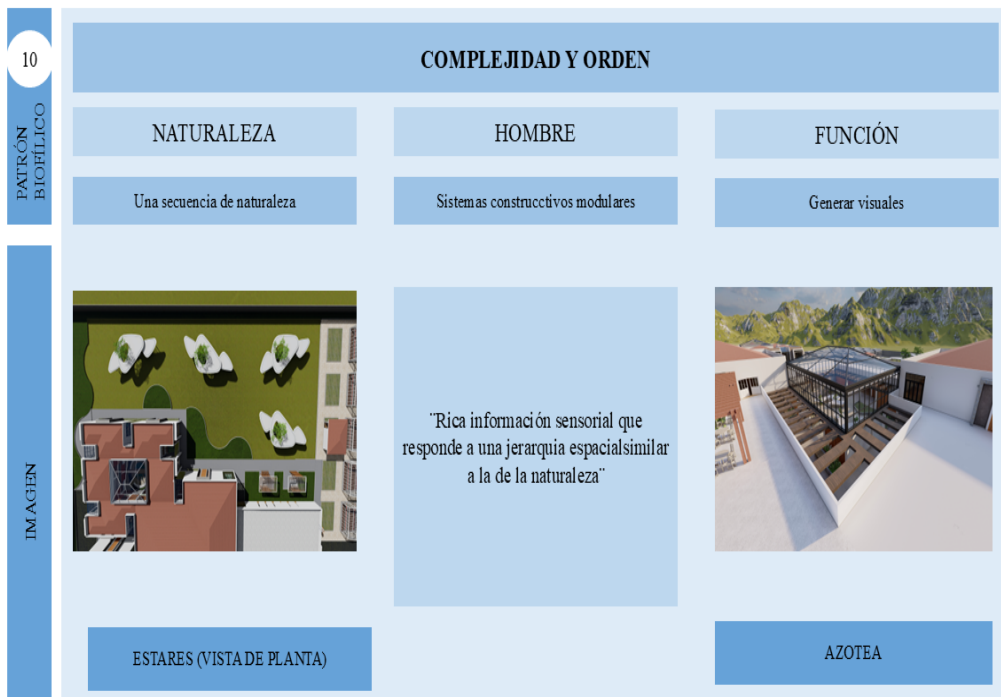 10
PATRÓN
BIOFÍLICO
COMPLEJIDAD Y ORDEN
NATURALEZA
HOMBRE
FUNCIÓN
Una secuencia de naturaleza
Sistemas construcctivos modulares
Generar visuales
IMAGEN
¨Rica información sensorial que
responde a una jerarquia espacialsimilar
a la de la naturaleza¨
ESTARES (VISTA DE PLANTA)
AZOTEA